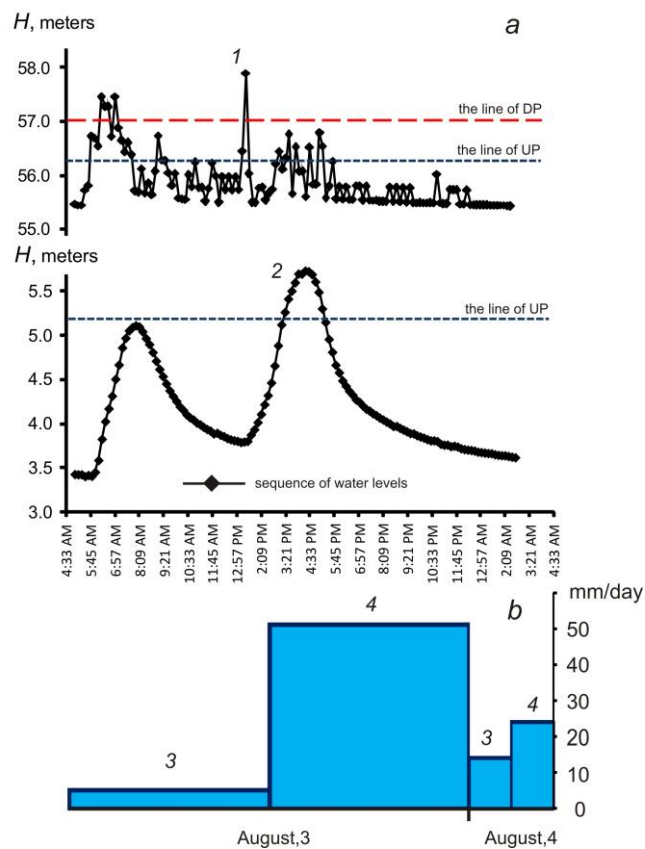 H, meters
a
58.0
1
the line of DP
57.0
the line of UP
56.0
55.0
H, meters
2
5.5
the line of UP
5.0
4.5
4.0
3.5
sequence of water levels
3.0
4:33 AM
5:45 AM
6:57 AM
8:09 AM
9:21 AM
10:33 AM
11:45 AM
12:57 PM
2:09 PM
3:21 PM
4:33 PM
5:45 PM
6:57 PM
8:09 PM
9:21 PM
10:33 PM
11:45 PM
12:57 AM
2:09 AM
3:21 AM
4:33 AM
mm/day
b
4
50
40
30
4
3
20
3
10
0
August,3
August,4